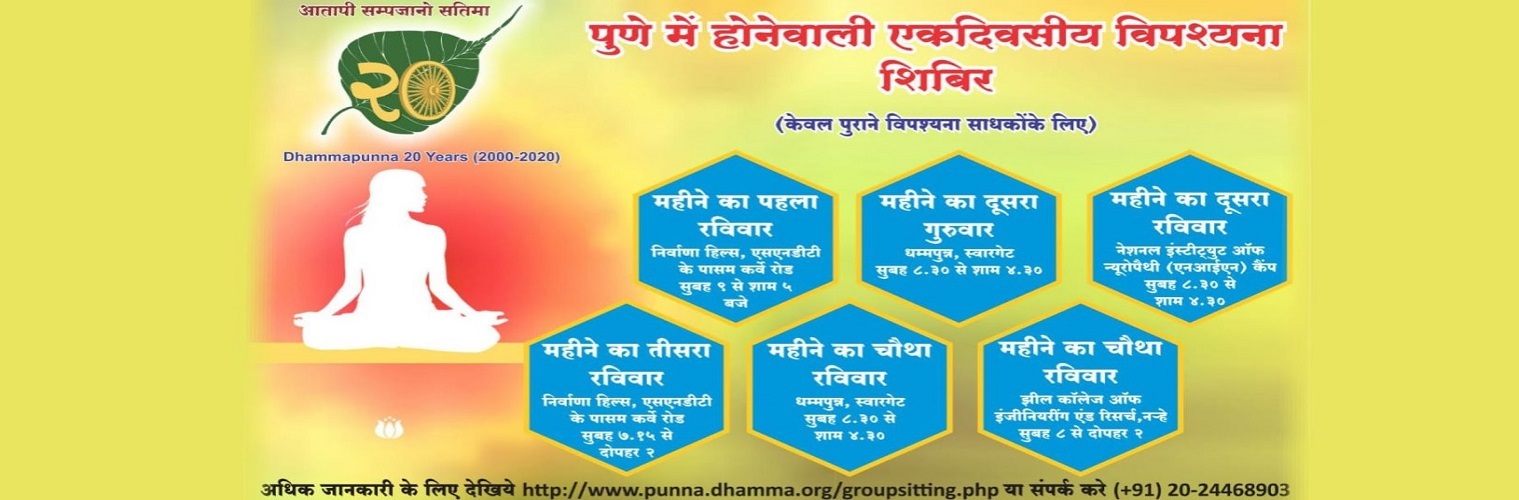 आतापी सम्पजानो सतिमा
२०
Dhammapunna 20 Years (2000-2020)
पुणे में होनेवाली एकदिवसीय विपश्यना
शिबिर
(केवल पुराने विपश्यना साधकोंके लिए)
महीने का पहला
रविवार
निर्वाणा हिल्स, एसएनडीटी
के पासम कर्वे रोड
सुबह ९ से शाम ५
बजे
महीने का दूसरा
गुरुवार
धम्मपुन्न, स्वारगेट
सुबह ८.३० से शाम ४.३०
महीने का दूसरा
रविवार
नेशनल इंस्टीट्युट ऑफ
न्यूरोपैथी (एनआईएन) कैंप
सुबह ८.३० से
शाम ४.३०
महीने का तीसरा
रविवार
निर्वाणा हिल्स, एसएनडीटी
के पासम कर्वे रोड
सुबह ७.१५ से
दोपहर २
महीने का चौथा
रविवार
धम्मपुन्न, स्वारगेट
सुबह ८.३० से
शाम ४.३०
महीने का चौथा
रविवार
झील कॉलेज ऑफ
इंजीनियरींग एंड रिसर्च,नऱ्हे
सुबह ८ से दोपहर २
अधिक जानकारी के लिए देखिये http://www.punna.dhamma.org/groupsitting.php या संपर्क करे (+91) 20-24468903